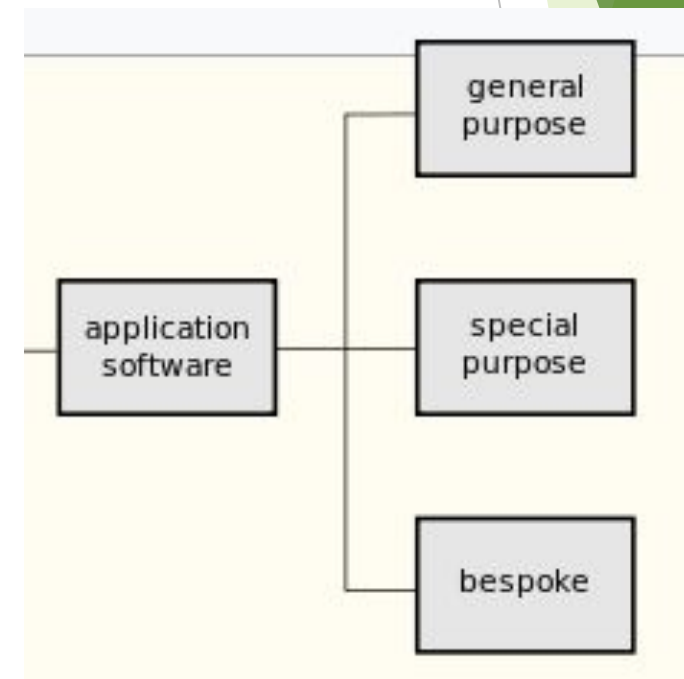 general
purpose
application
software
special
purpose
bespoke